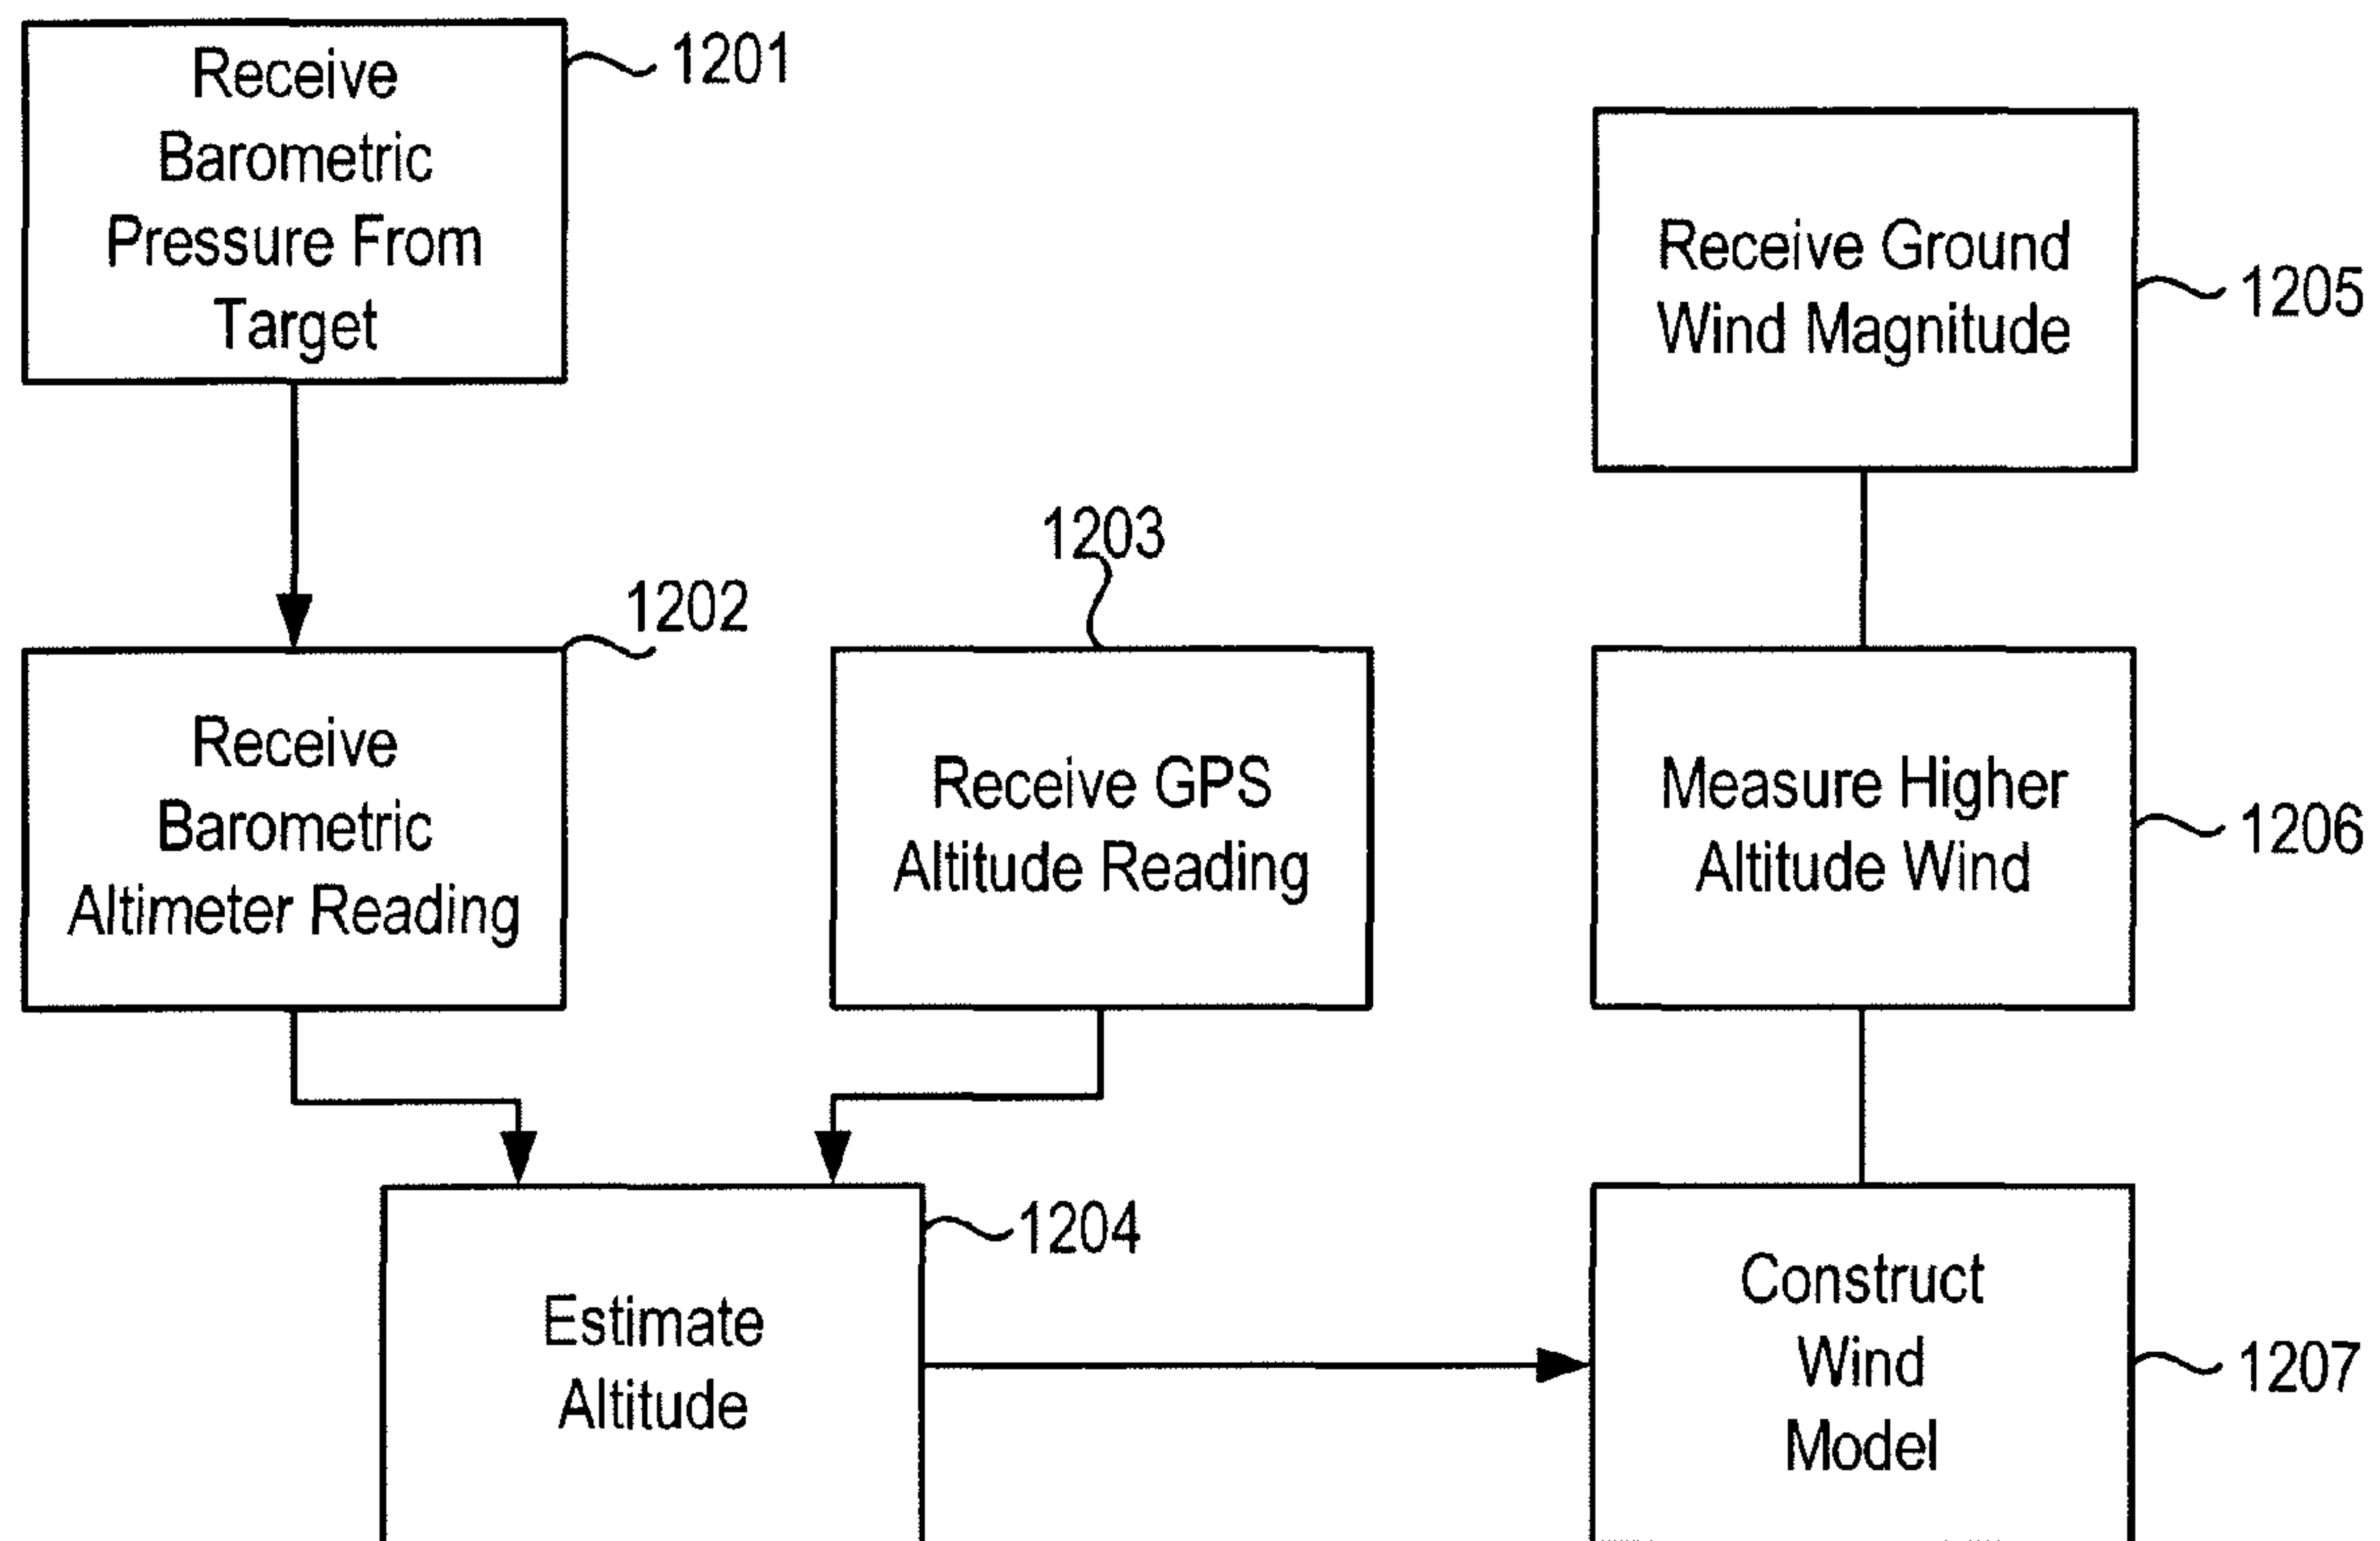 Receive
Barometric
Pressure From
Target
1201
Receive Ground
Wind Magnitude
1205
1203
1202
Receive
Barometric
Altimeter Reading
Receive GPS
Altitude Reading
Measure Higher
Altitude Wind
1206
1204
Estimate
Altitude
Construct
Wind
Model
1207